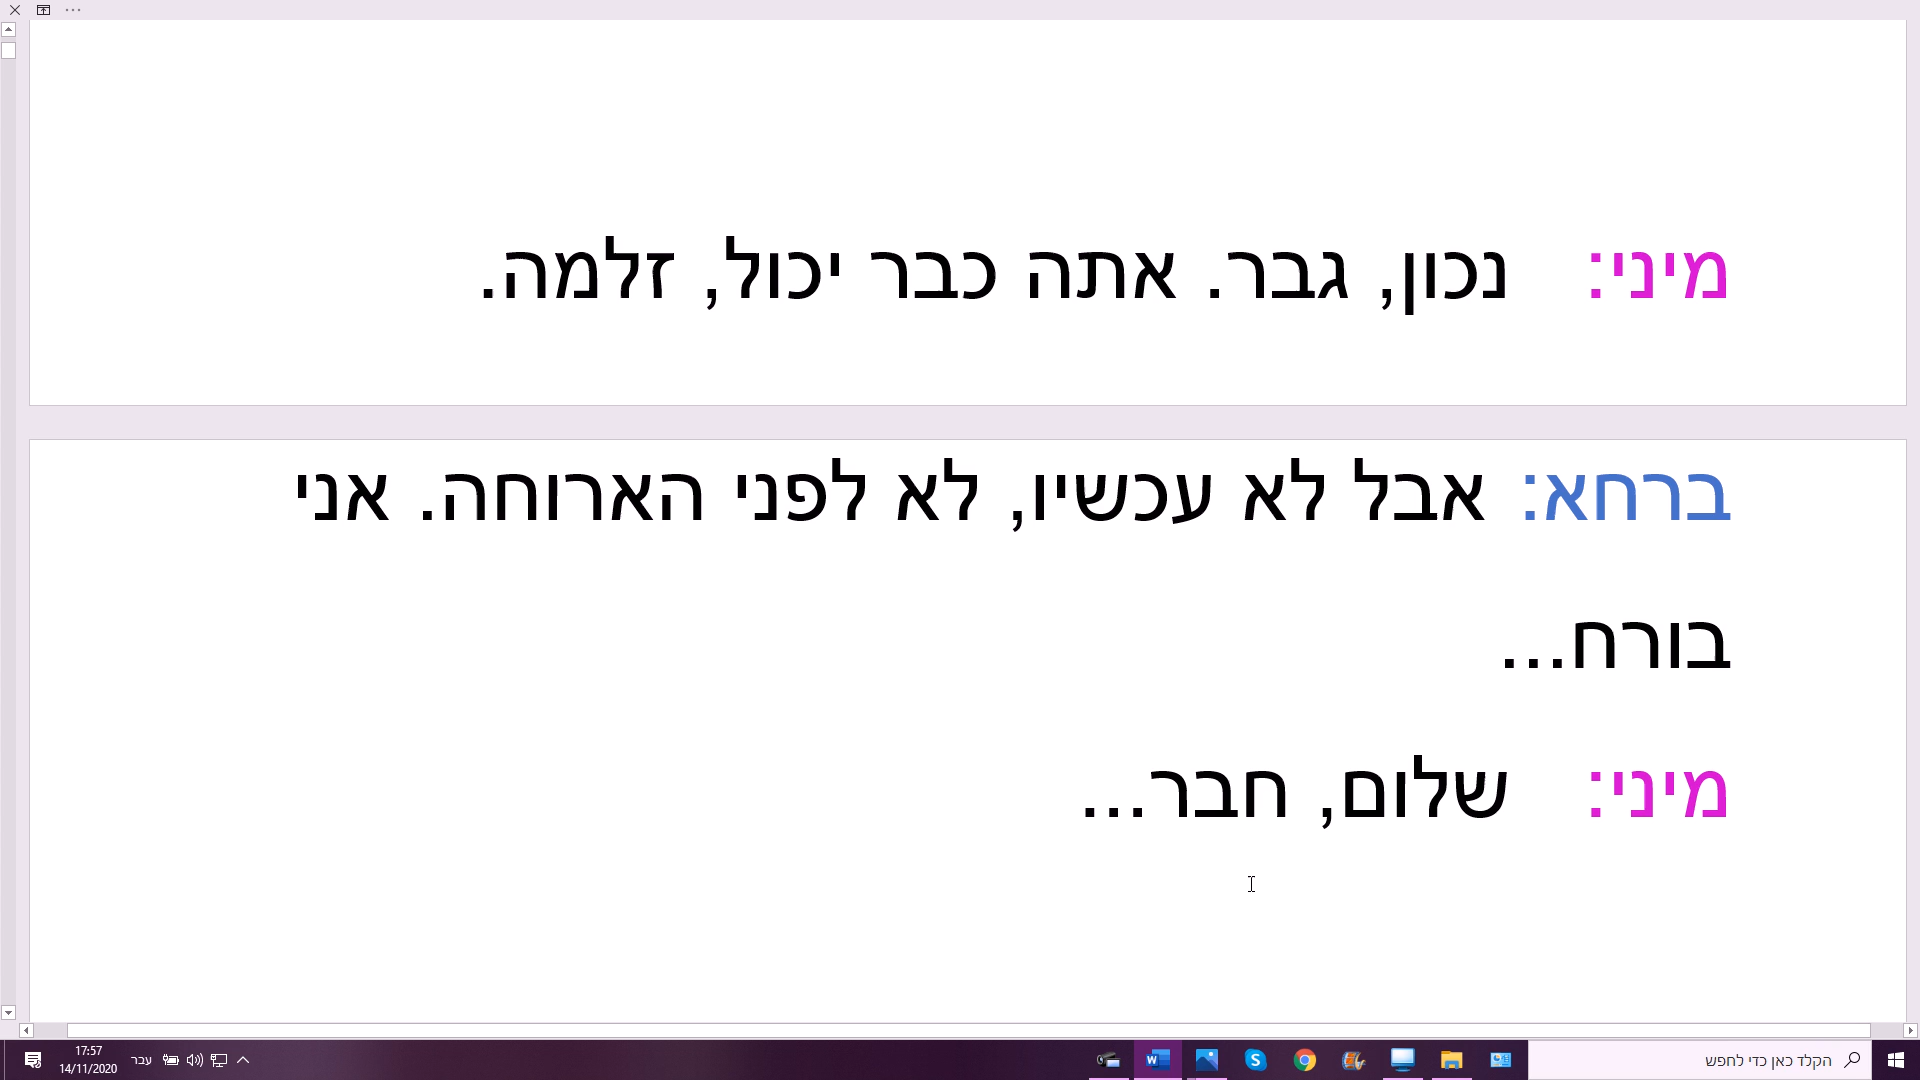 מיני: נכון, גבר. אתה כבר יכול, זלמה.
ברחא: אבל לא עכשיו, לא לפני הארוחה. אני
בורח...
מיני: שלום, חבר...
הקלד כאן כדי לחפש
עבר
17:57
14/11/2020